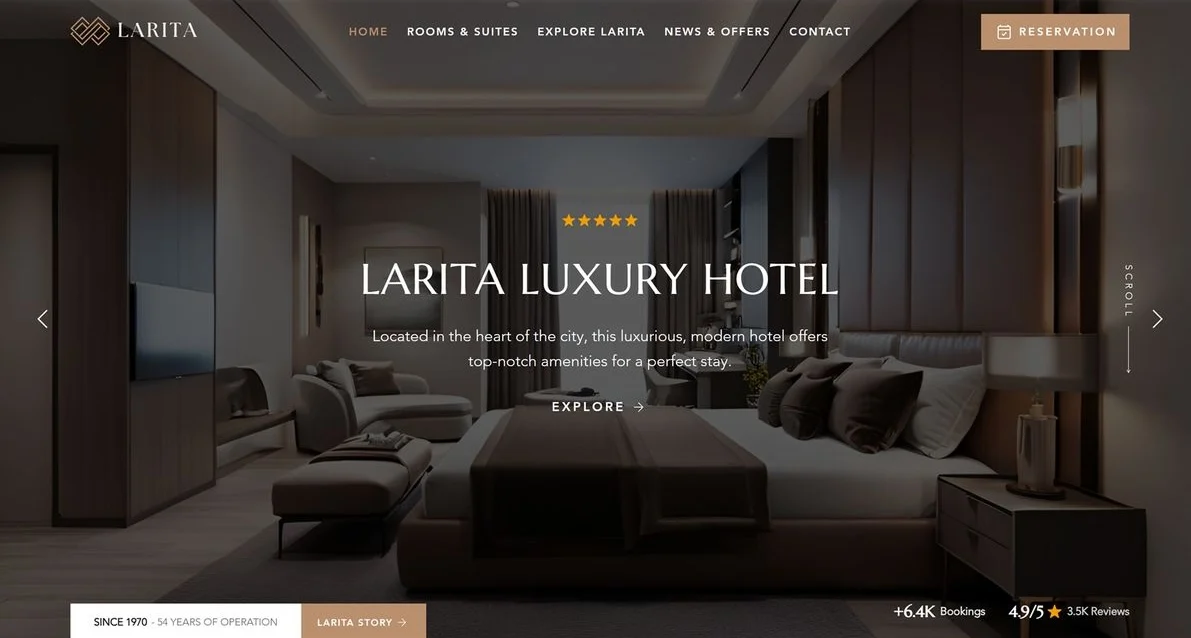 LARITA
HOME ROOMS & SUITES EXPLORE LARITA NEWS & OFFERS CONTACT
RESERVATION
LARITA LUXURY HOTEL
Located in the heart of the city, this luxurious, modern hotel offers
top-notch amenities for a perfect stay.
EXPLORE
SCROLL
SINCE 1970 - 54 YEARS OF OPERATION
LARITA STORY
+6.4K Bookings
4.9/5 3.5K Reviews